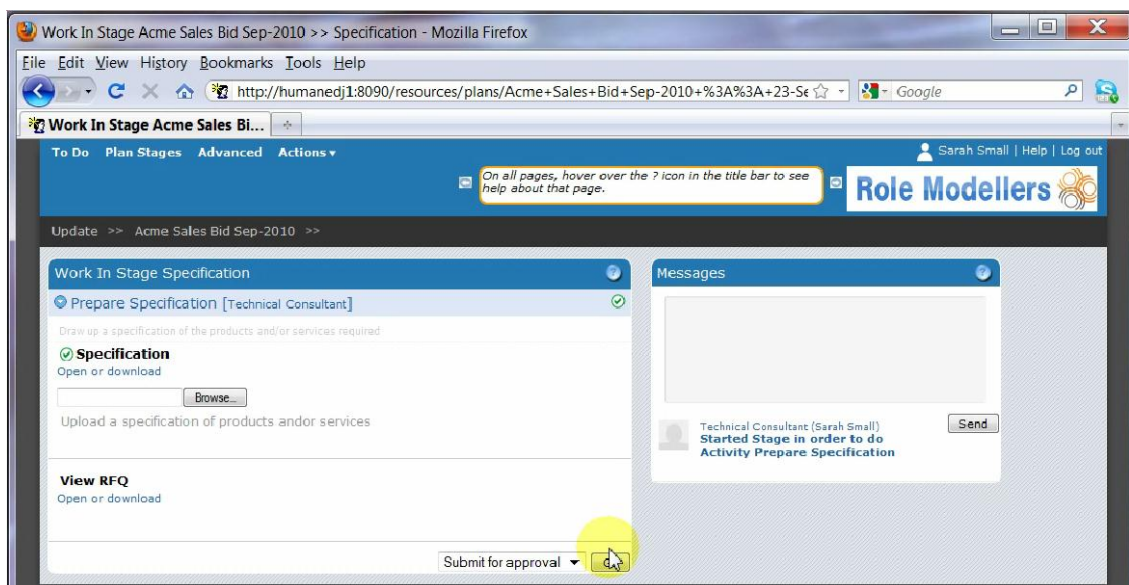 Work In Stage Acme Sales Bid Sep-2010 >> Specification - Mozilla Firefox
File Edit View History Bookmarks Tools Help
http://humanedj1:8090/resources/plans/Acme+Sales+Bid+Sep-2010+%3A%3A+23-Se
Google
Work In Stage Acme Sales Bi...
To Do Plan Stages Advanced Actions
Sarah Small | Help | Log out
On all pages, hover over the ? icon in the title bar to see
help about that page.
Role Modellers
Update >> Acme Sales Bid Sep-2010 >>
Work In Stage Specification
Prepare Specification [Technical Consultant]
Draw up a specification of the products and/or services required
Specification
Open or download
Browse...
Upload a specification of products andor services
View RFQ
Open or download
Submit for approval
Messages
Send
Technical Consultant (Sarah Small)
Started Stage in order to do
Activity Prepare Specification